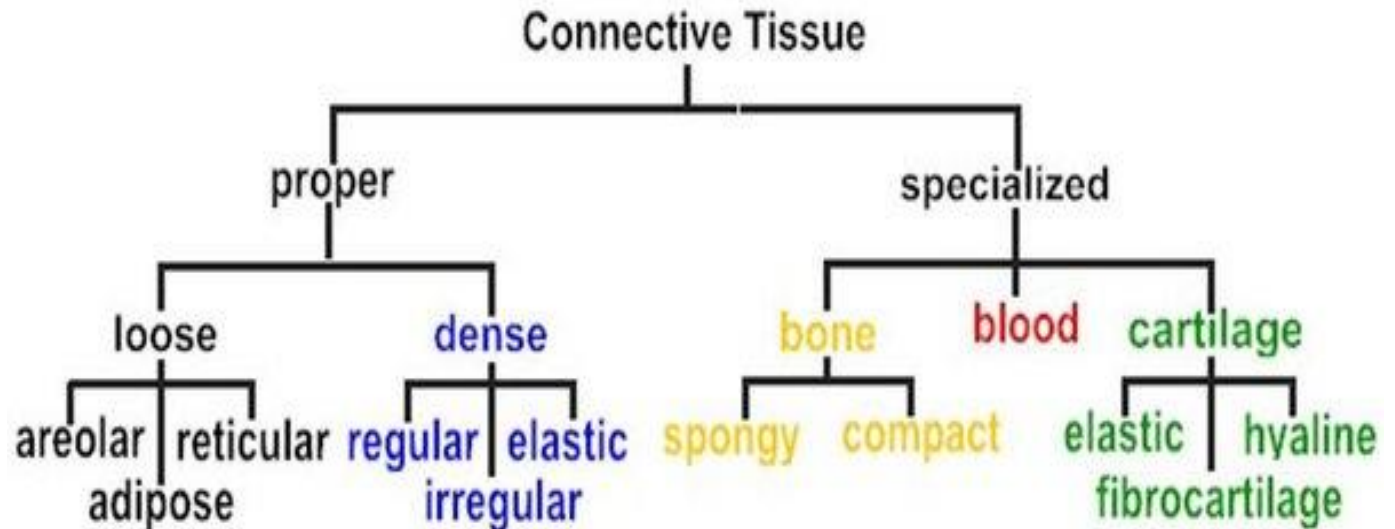 Connective Tissue
proper specialized
loose dense bone blood cartilage
areolar reticular regular elastic spongy compact elastic hyaline
adipose irregular fibrocartilage